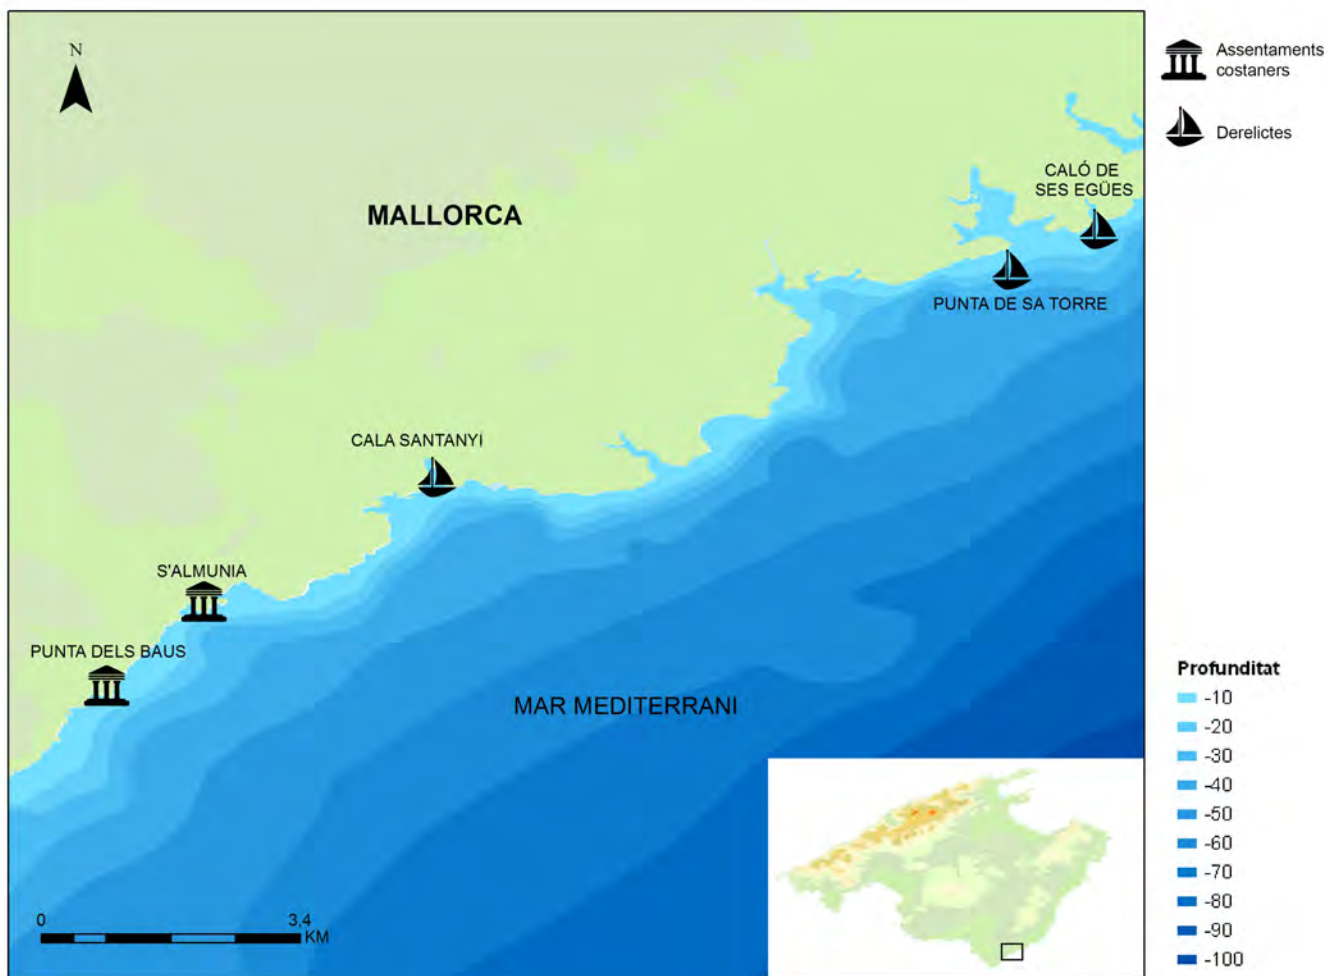 N
Assentaments
costaners
Derelictes
CALÓ DE
SES EGÜES
MALLORCA
PUNTA DE SA TORRE
CALA SANTANYI
S'ALMUNIA
PUNTA DELS BAUS
MAR MEDITERRANI
Profunditat
-10
-20
-30
-40
-50
-60
-70
-80
-90
-100
0 3,4
KM